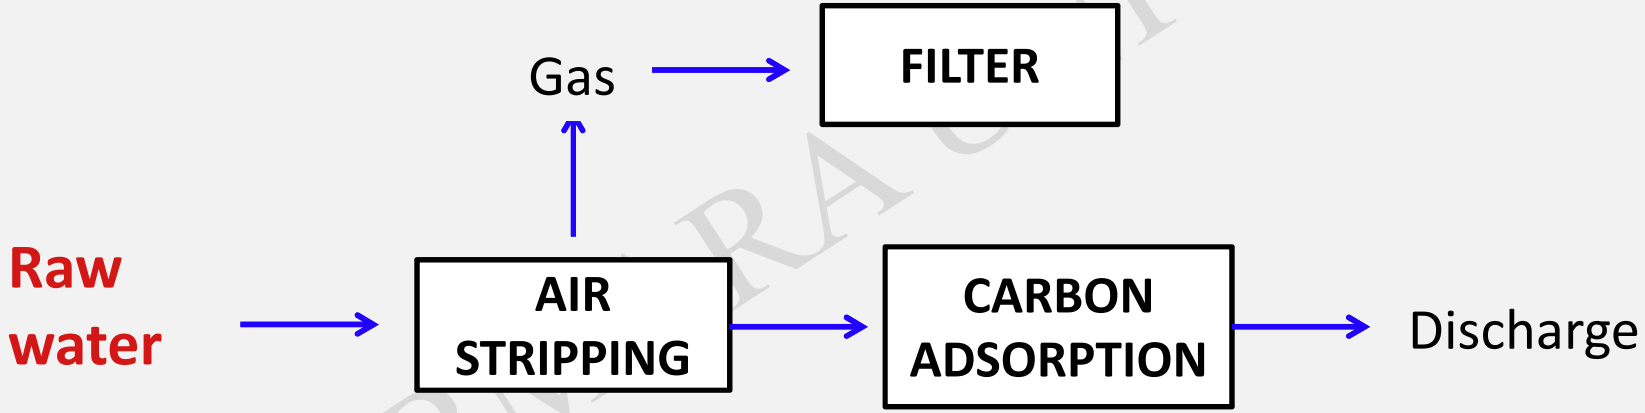 Gas
FILTER
Raw
water
AIR
STRIPPING
CARBON
ADSORPTION
Discharge